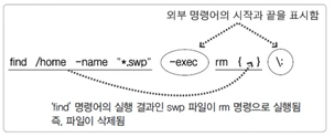 외부 명령어의 시작과 끝을 표시함
find /home -name "*.swp" -exec rm { } \;
'find' 명령어의 실행 결과인 swp 파일이 rm 명령으로 실행됨
즉, 파일이 삭제됨